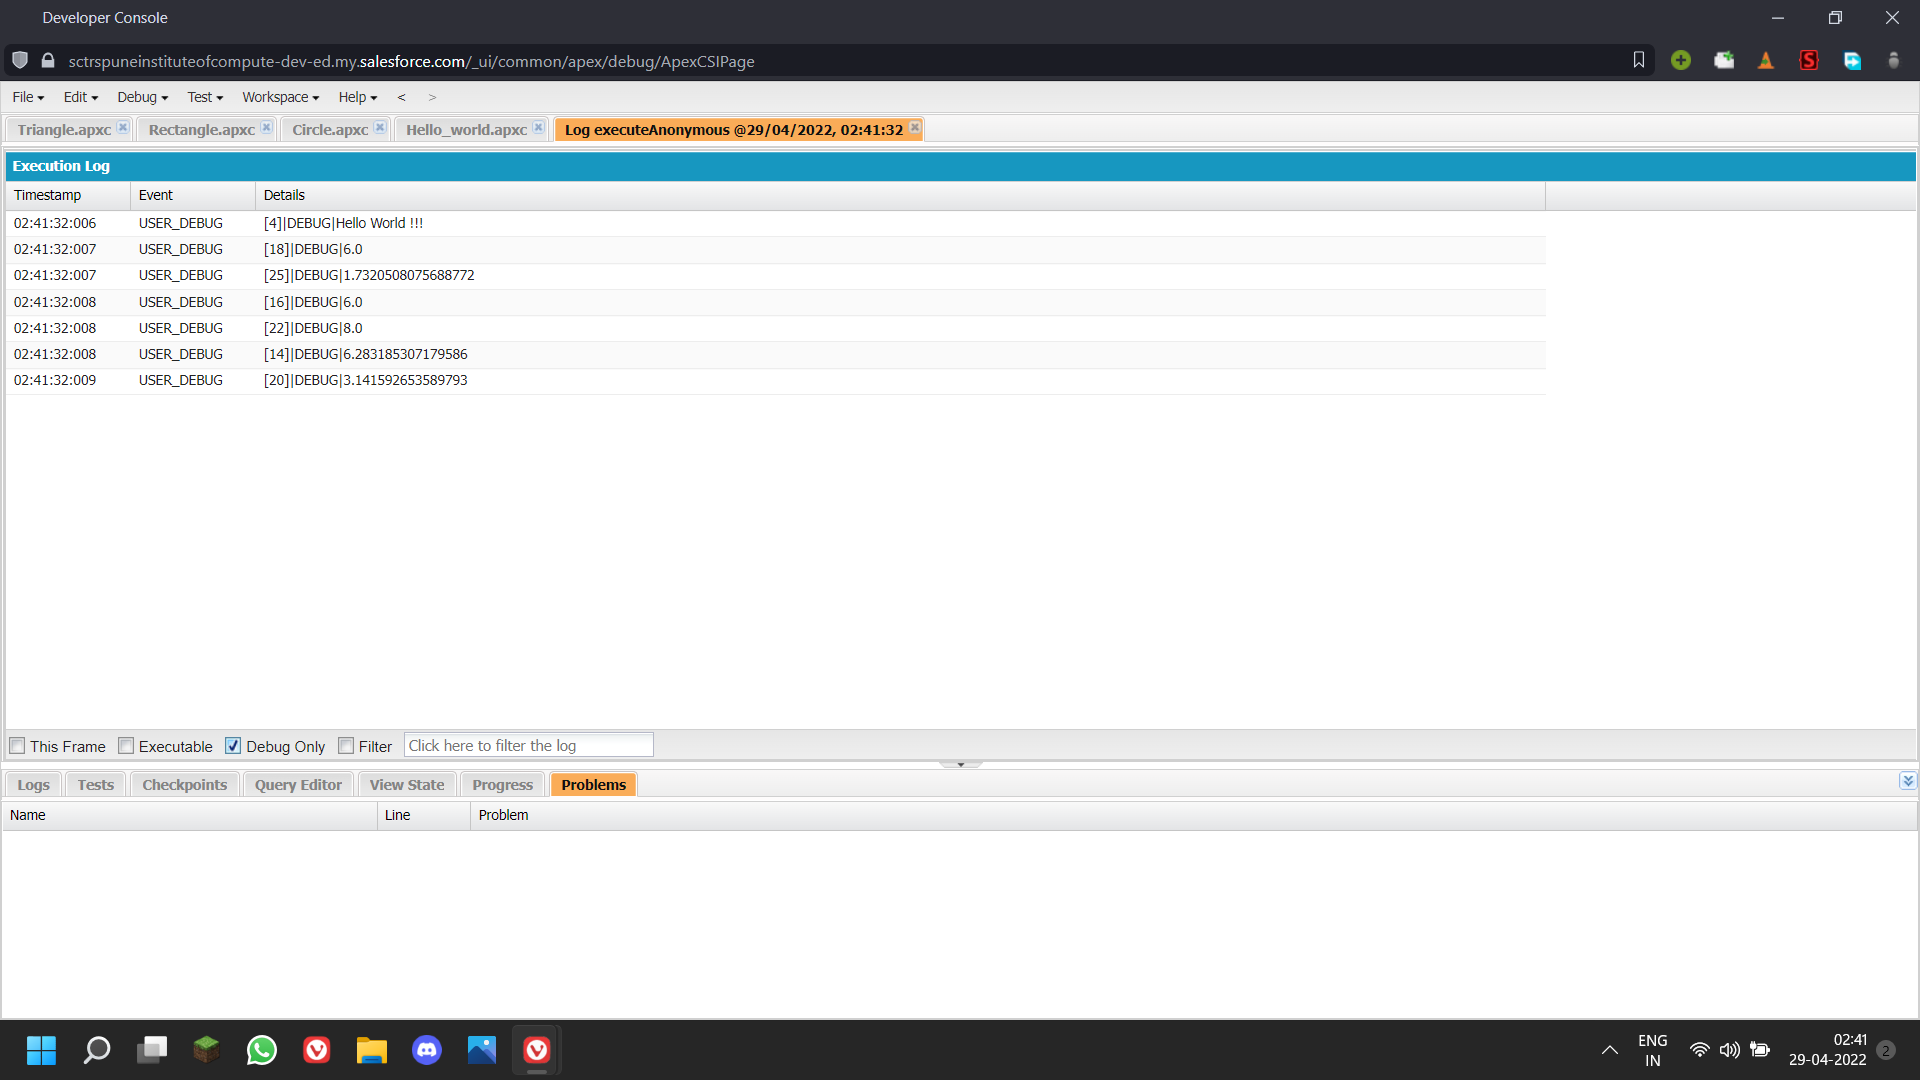 Developer Console
sctrspuneinstituteofcompute-dev-ed.my.salesforce.com/_ui/common/apex/debug/ApexCSIPage
File Edit Debug Test Workspace Help < >
Triangle.apxc Rectangle.apxc Circle.apxc Hello_world.apxc Log executeAnonymous @29/04/2022, 02:41:32
Execution Log
Timestamp Event Details
02:41:32:006 USER_DEBUG [4]|DEBUG|Hello World !!!
02:41:32:007 USER_DEBUG [18]|DEBUG|6.0
02:41:32:007 USER_DEBUG [25]|DEBUG|1.7320508075688772
02:41:32:008 USER_DEBUG [16]|DEBUG|6.0
02:41:32:008 USER_DEBUG [22]|DEBUG|8.0
02:41:32:008 USER_DEBUG [14]|DEBUG|6.283185307179586
02:41:32:009 USER_DEBUG [20]|DEBUG|3.141592653589793
This Frame Executable Debug Only Filter Click here to filter the log
Logs Tests Checkpoints Query Editor View State Progress Problems
Name Line Problem
ENG 02:41
IN 29-04-2022 2